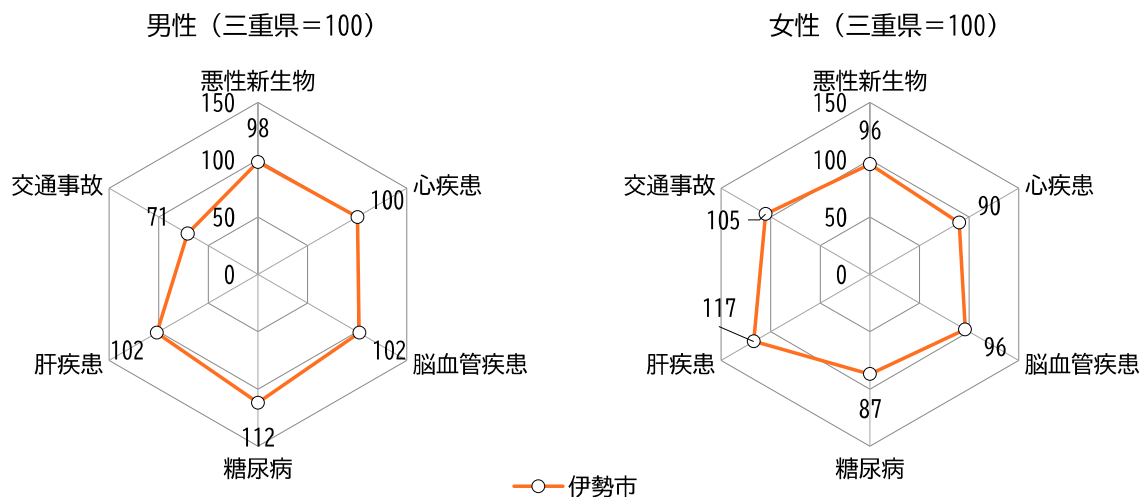 男性（三重県＝100）
悪性新生物
150
98
100
交通事故
心疾患
100
71
50
0
102
102
肝疾患
脳血管疾患
112
糖尿病
女性（三重県＝100）
悪性新生物
150
96
100
交通事故
心疾患
90
105
50
0
117
96
肝疾患
脳血管疾患
87
糖尿病
伊勢市